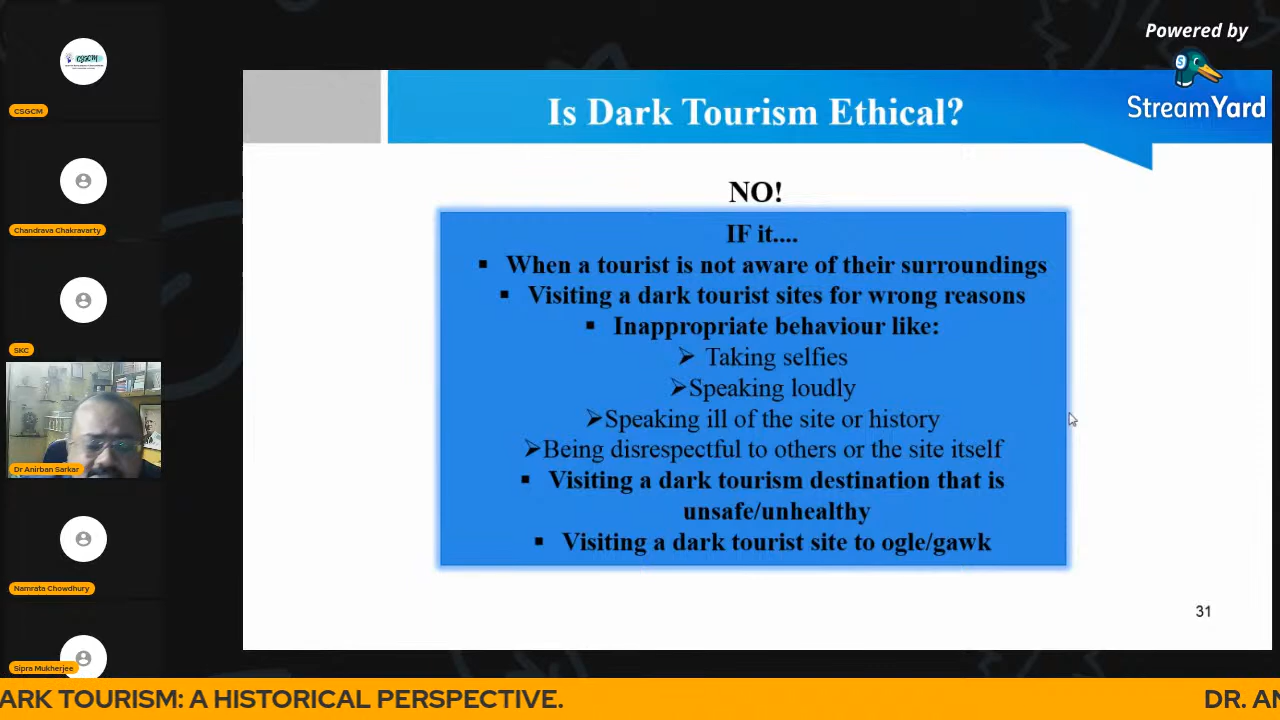 Powered by
StreamYard
CSGCM
Chandrava Chakravarty
SKC
Dr Anirban Sarkar
Namrata Chowdhury
Sipra Mukherjee
Is Dark Tourism Ethical?
NO!
IF it....
▪ When a tourist is not aware of their surroundings
▪ Visiting a dark tourist sites for wrong reasons
▪ Inappropriate behaviour like:
➢ Taking selfies
➢Speaking loudly
➢Speaking ill of the site or history
➢Being disrespectful to others or the site itself
▪ Visiting a dark tourism destination that is
unsafe/unhealthy
▪ Visiting a dark tourist site to ogle/gawk
31
ARK TOURISM: A HISTORICAL PERSPECTIVE. DR. AN